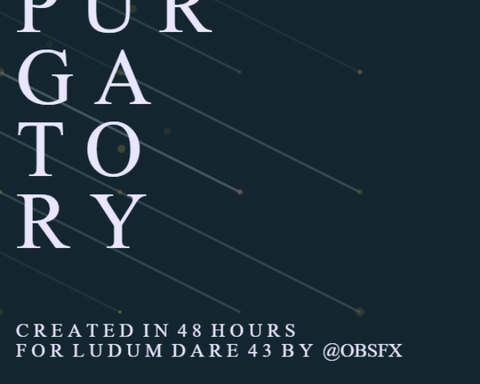 PUR
GA
TO
RY
CREATED IN 48 HOURS
FOR LUDUM DARE 43 BY @OBSFX